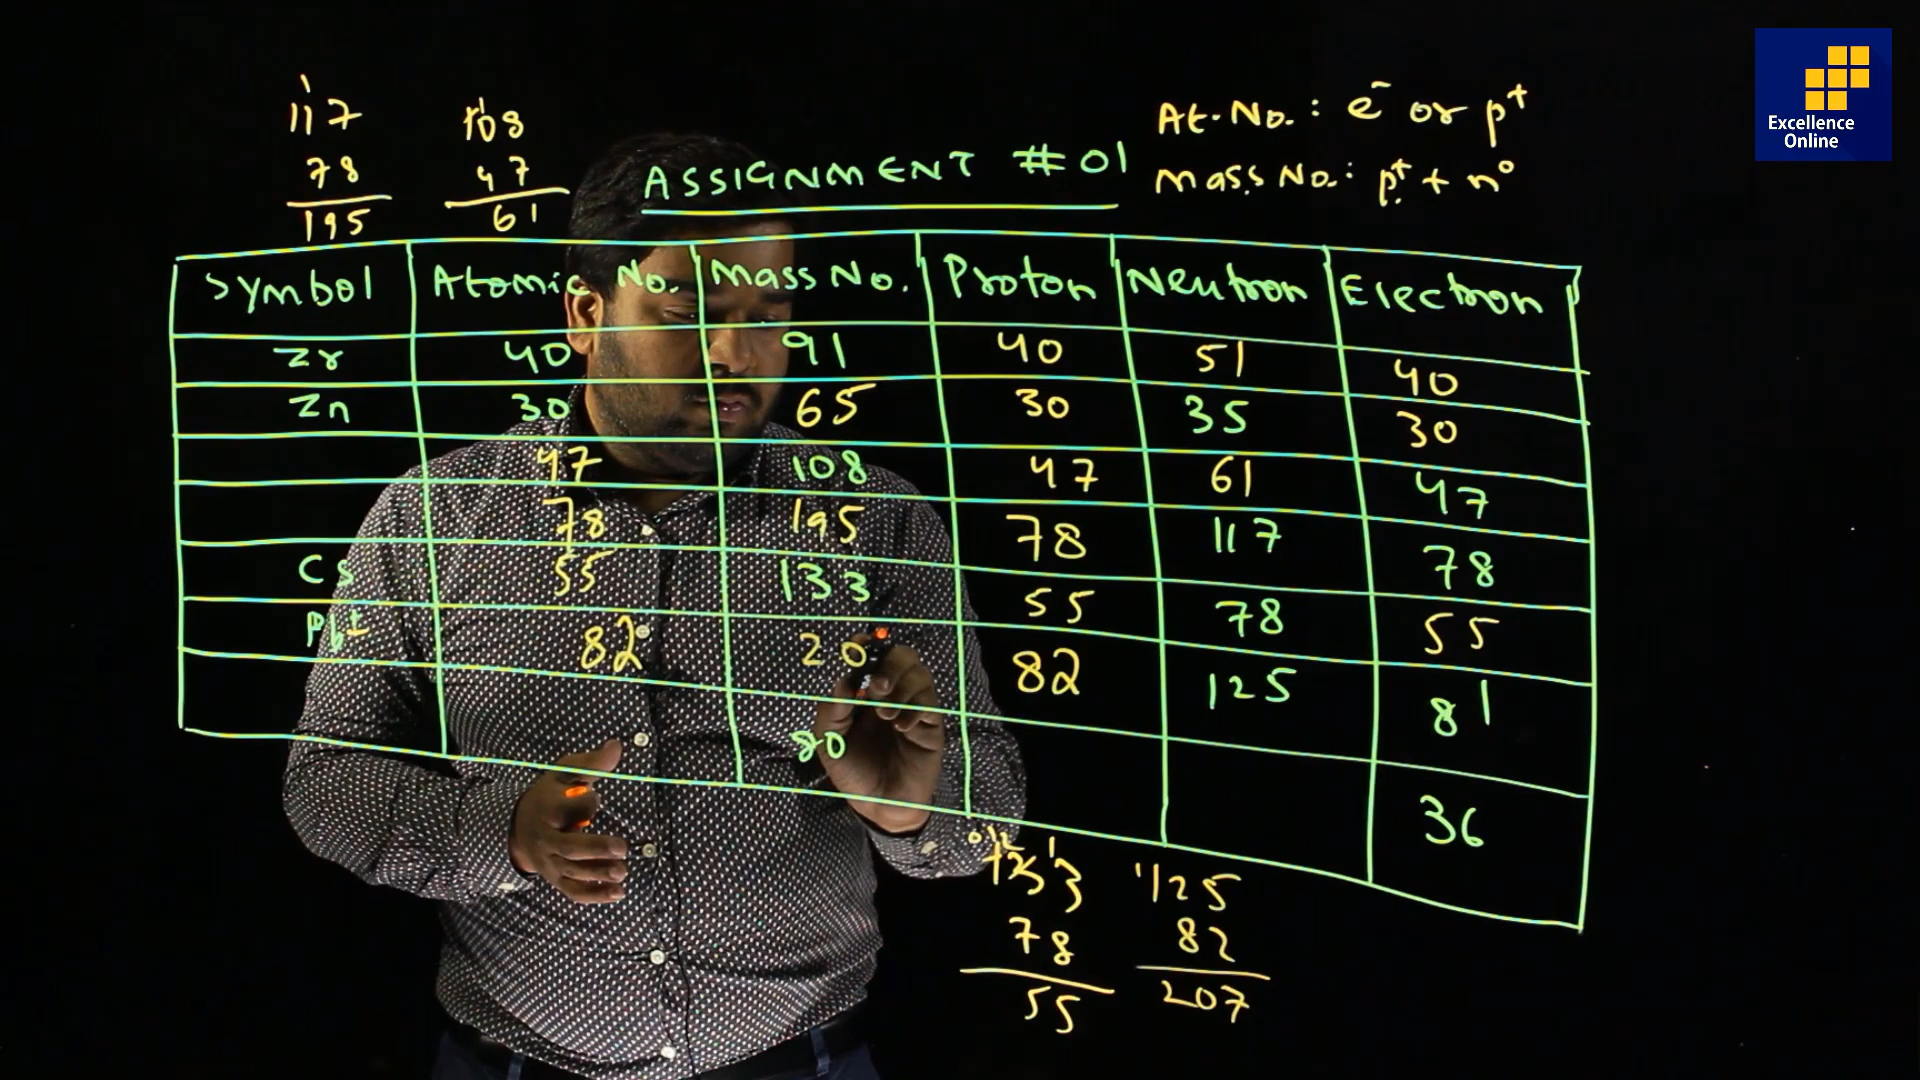 Excellence
Online
117
78
195
108
47
61
At. No. : e⁻ or p⁺
Mass No. : p⁺ + n⁰
ASSIGNMENT #01
Symbol Atomic No. Mass No. Proton Neutron Electron
Zr 40 91 40 51 40
Zn 30 65 30 35 30
47 108 47 61 47
78 195 78 117 78
Cs 55 133 55 78 55
82 20 82 125 81
80 36
78
55
125
82
207